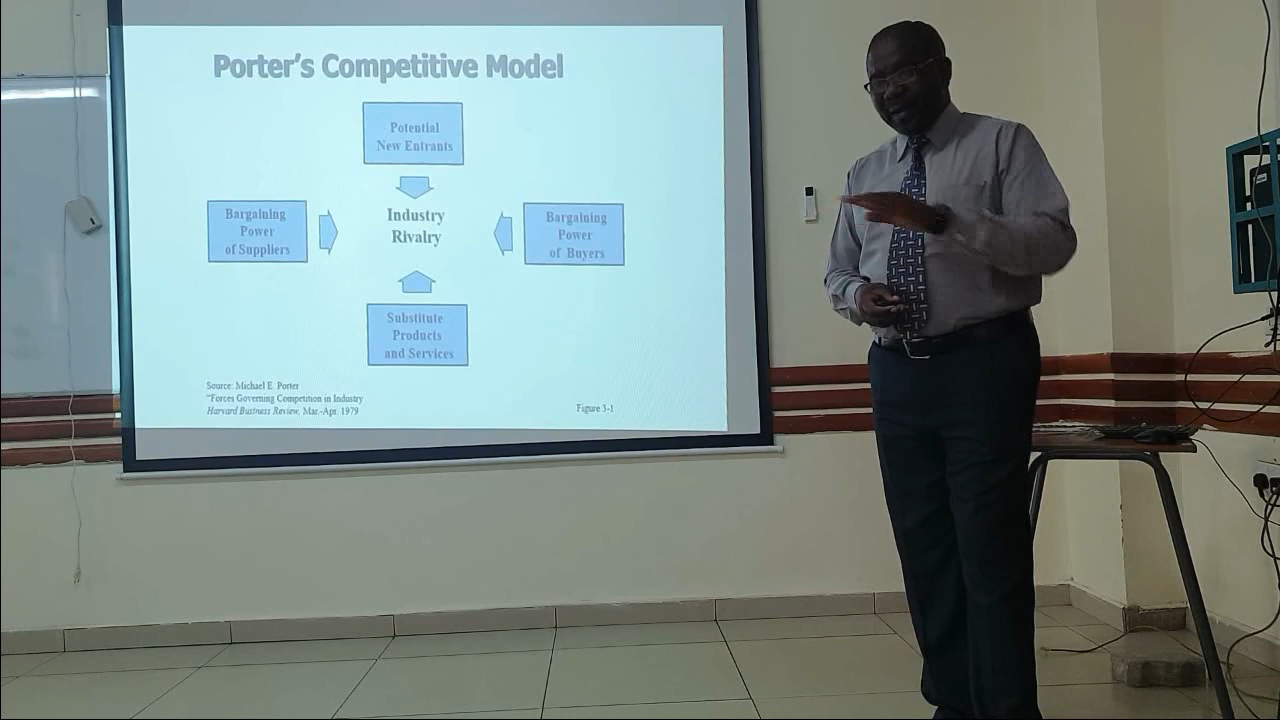 Porter's Competitive Model
Potential
New Entrants
Bargaining
Power
of Suppliers
Industry
Rivalry
Bargaining
Power
of Buyers
Substitute
Products
and Services
Source: Michael E. Porter
"Forces Governing Competition in Industry
Harvard Business Review, Mar.-Apr. 1979
Figure 3-1